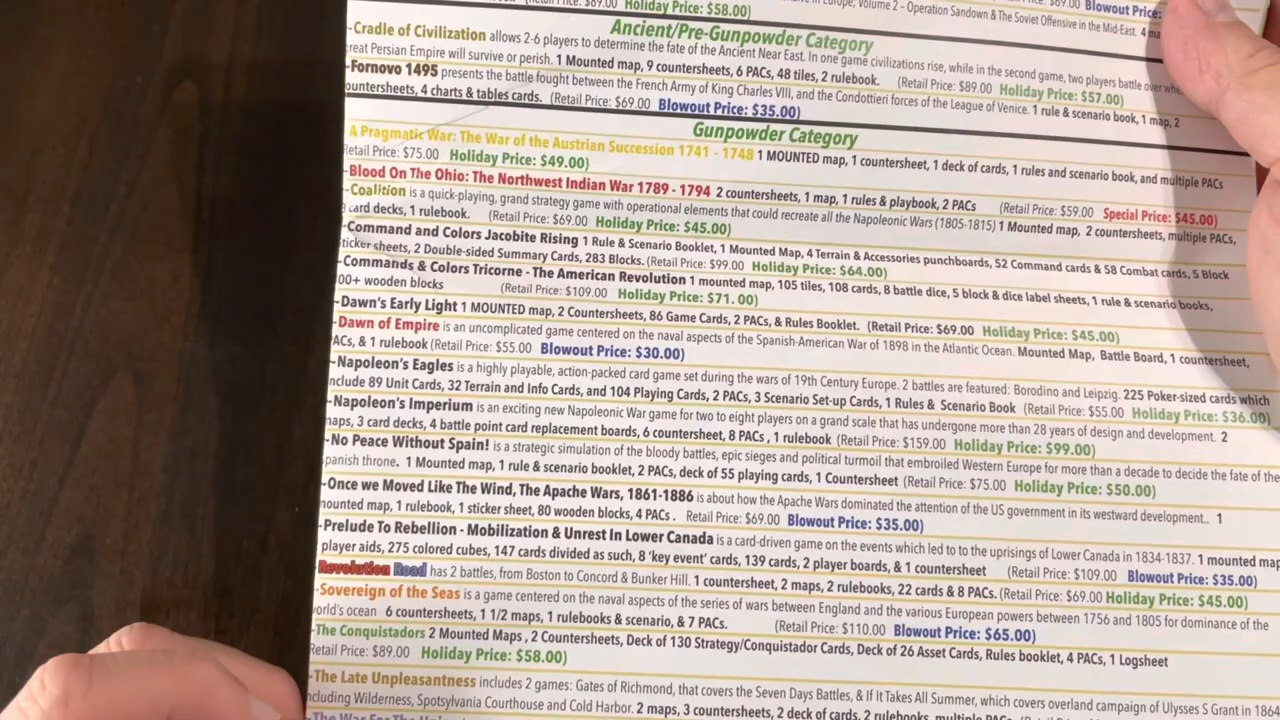 Price: $89.00 Holiday Price: $58.00)
Europe; Volume 2 – Operation Sandown & The Soviet Offensive in the Mid-East. 4
$69.00 Blowout Price:
Ancient/Pre-Gunpowder Category
-Cradle of Civilization allows 2-6 players to determine the fate of the Ancient Near East. In one game civilizations rise, while in the second game, two players battle over
reat Persian Empire will survive or perish. 1 Mounted map, 9 countersheets, 6 PACs, 48 tiles, 2 rulebook. (Retail Price: $89.00 Holiday Price: $57.00)
-Fornovo 1495 presents the battle fought between the French Army of King Charles VIII, and the Condottieri forces of the League of Venice. 1 rule & scenario book, 1 map, 2
ountersheets, 4 charts & tables cards. (Retail Price: $69.00 Blowout Price: $35.00)
Gunpowder Category
A Pragmatic War: The War of the Austrian Succession 1741 - 1748 1 MOUNTED map, 1 countersheet, 1 deck of cards, 1 rules and scenario book, and multiple PACs
Retail Price: $75.00 Holiday Price: $49.00)
-Blood On The Ohio: The Northwest Indian War 1789 - 1794 2 countersheets, 1 map, 1 rules & playbook, 2 PACs (Retail Price: $59.00 Special Price: $45.00)
-Coalition is a quick-playing, grand strategy game with operational elements that could recreate all the Napoleonic Wars (1805-1815) 1 Mounted map, 2 countersheets, multiple PACs,
3 card decks, 1 rulebook. (Retail Price: $69.00 Holiday Price: $45.00)
-Command and Colors Jacobite Rising 1 Rule & Scenario Booklet, 1 Mounted Map, 4 Terrain & Accessories punchboards, 52 Command cards & 58 Combat cards, 5 Block
ticker sheets, 2 Double-sided Summary Cards, 283 Blocks. (Retail Price: $99.00 Holiday Price: $64.00)
-Commands & Colors Tricorne - The American Revolution 1 mounted map, 105 tiles, 108 cards, 8 battle dice, 5 block & dice label sheets, 1 rule & scenario books,
00+ wooden blocks (Retail Price: $109.00 Holiday Price: $71.00)
-Dawn's Early Light 1 MOUNTED map, 2 Countersheets, 86 Game Cards, 2 PACs, & Rules Booklet. (Retail Price: $69.00 Holiday Price: $45.00)
-Dawn of Empire is an uncomplicated game centered on the naval aspects of the Spanish-American War of 1898 in the Atlantic Ocean. Mounted Map, Battle Board, 1 countersheet,
ACs, & 1 rulebook (Retail Price: $55.00 Blowout Price: $30.00)
-Napoleon's Eagles is a highly playable, action-packed card game set during the wars of 19th Century Europe. 2 battles are featured: Borodino and Leipzig. 225 Poker-sized cards which
nclude 89 Unit Cards, 32 Terrain and Info Cards, and 104 Playing Cards, 2 PACs, 3 Scenario Set-up Cards, 1 Rules & Scenario Book (Retail Price: $55.00 Holiday Price: $36.00)
-Napoleon's Imperium is an exciting new Napoleonic War game for two to eight players on a grand scale that has undergone more than 28 years of design and development. 2
maps, 3 card decks, 4 battle point card replacement boards, 6 countersheet, 8 PACs , 1 rulebook (Retail Price: $159.00 Holiday Price: $99.00)
-No Peace Without Spain! is a strategic simulation of the bloody battles, epic sieges and political turmoil that embroiled Western Europe for more than a decade to decide the fate of the
panish throne. 1 Mounted map, 1 rule & scenario booklet, 2 PACs, deck of 55 playing cards, 1 Countersheet (Retail Price: $75.00 Holiday Price: $50.00)
-Once we Moved Like The Wind, The Apache Wars, 1861-1886 is about how the Apache Wars dominated the attention of the US government in its westward development.. 1
mounted map, 1 rulebook, 1 sticker sheet, 80 wooden blocks, 4 PACs . Retail Price: $69.00 Blowout Price: $35.00)
-Prelude To Rebellion - Mobilization & Unrest In Lower Canada is a card-driven game on the events which led to to the uprisings of Lower Canada in 1834-1837. 1 mounted map
player aids, 275 colored cubes, 147 cards divided as such, 8 'key event' cards, 139 cards, 2 player boards, & 1 countersheet (Retail Price: $109.00 Blowout Price: $35.00)
Revolution Road has 2 battles, from Boston to Concord & Bunker Hill. 1 countersheet, 2 maps, 2 rulebooks, 22 cards & 8 PACs. (Retail Price: $69.00 Holiday Price: $45.00)
-Sovereign of the Seas is a game centered on the naval aspects of the series of wars between England and the various European powers between 1756 and 1805 for dominance of the
world's ocean 6 countersheets, 1 1/2 maps, 1 rulebooks & scenario, & 7 PACs. (Retail Price: $110.00 Blowout Price: $65.00)
-The Conquistadors 2 Mounted Maps , 2 Countersheets, Deck of 130 Strategy/Conquistador Cards, Deck of 26 Asset Cards, Rules booklet, 4 PACs, 1 Logsheet
Retail Price: $89.00 Holiday Price: $58.00)
-The Late Unpleasantness includes 2 games: Gates of Richmond, that covers the Seven Days Battles, & If It Takes All Summer, which covers overland campaign of Ulysses S Grant in 1864
ncluding Wilderness, Spotsylvania Courthouse and Cold Harbor. 2 maps, 3 countersheets, 2 deck of cards, 2 rulebooks, multiple PACs
-The War For The